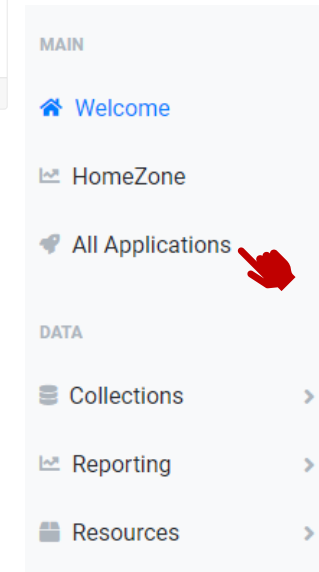 MAIN
Welcome
HomeZone
All Applications
DATA
Collections
Reporting
Resources